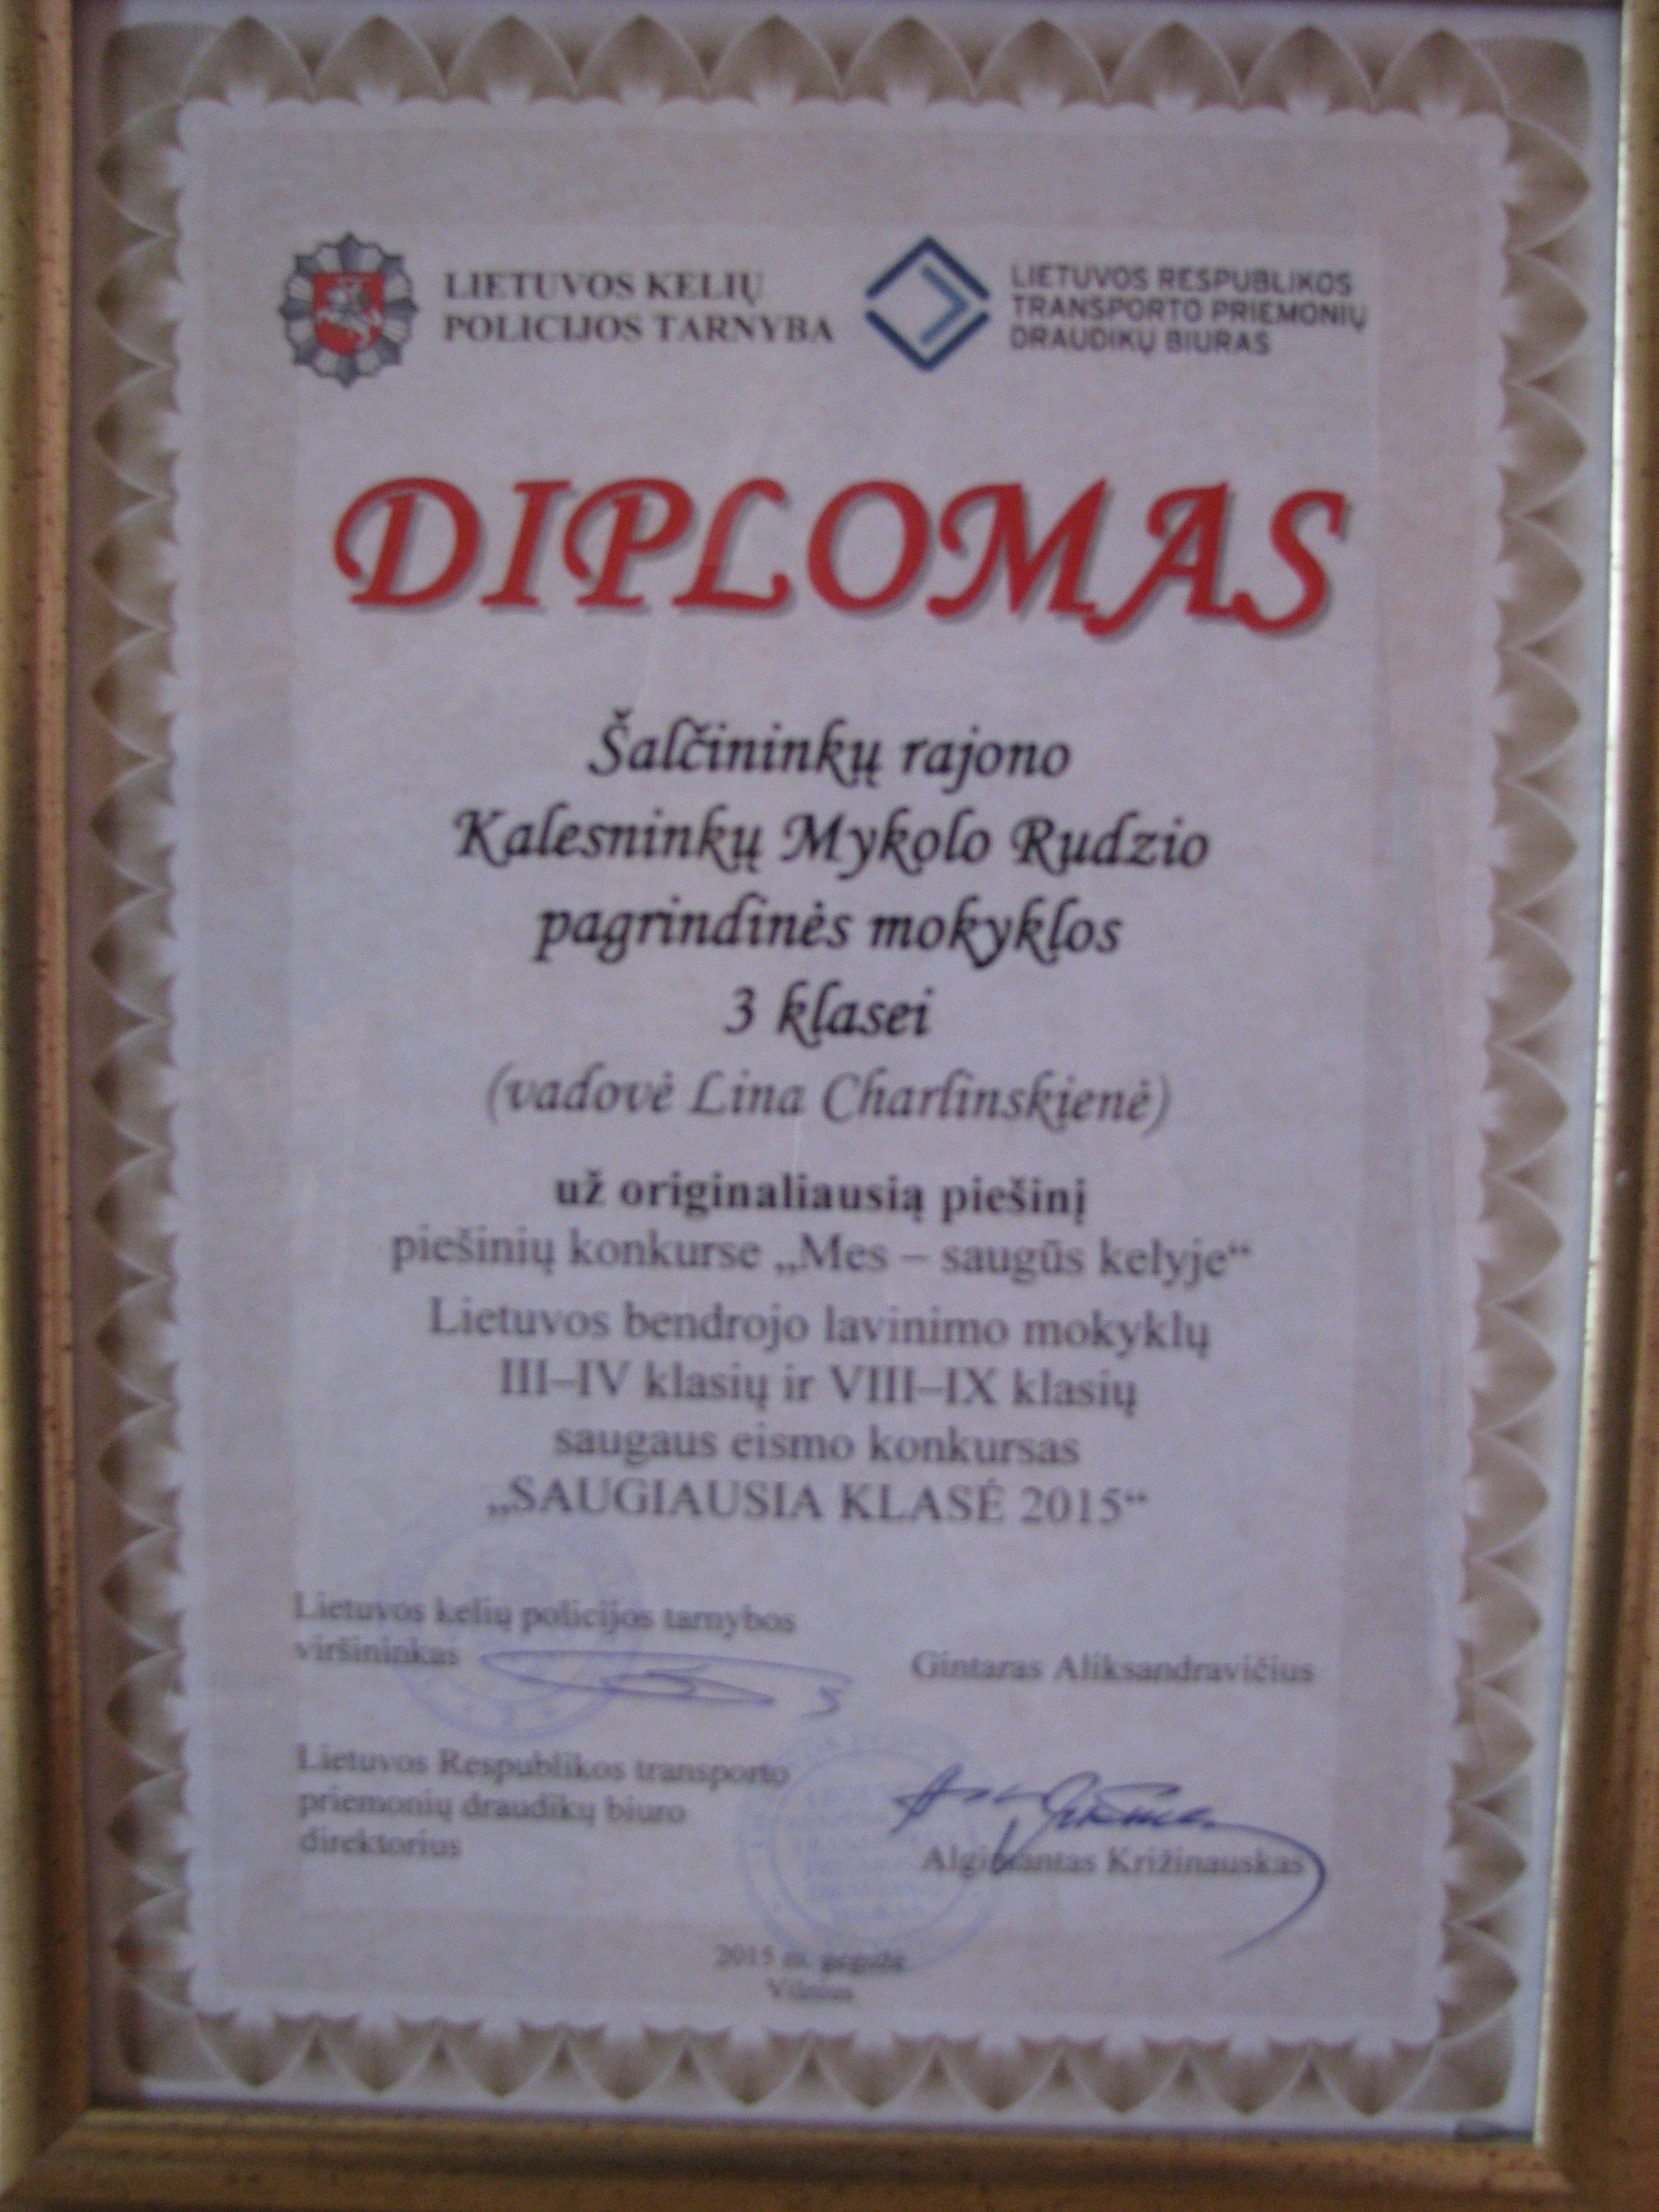 LIETUVOS KELIŲ
POLICIJOS TARNYBA
LIETUVOS RESPUBLIKOS
TRANSPORTO PRIEMONIŲ
DRAUDIKŲ BIURAS
DIPLOMAS
Šalčininkų rajono
Kalesninkų Mykolo Rudzio
pagrindinės mokyklos
3 klasei
(vadovė Lina Charlinskienė)
už originaliausią piešinį
piešinių konkurse „Mes – saugūs kelyje“
Lietuvos bendrojo lavinimo mokyklų
III–IV klasių ir VIII–IX klasių
saugaus eismo konkursas
„SAUGIAUSIA KLASĖ 2015“
Lietuvos kelių policijos tarnybos
viršininkas
Gintaras Aliksandravičius
Lietuvos Respublikos transporto
priemonių draudikų biuro
direktorius
Algimantas Križinauskas
2015 m. gegužė
Vilnius